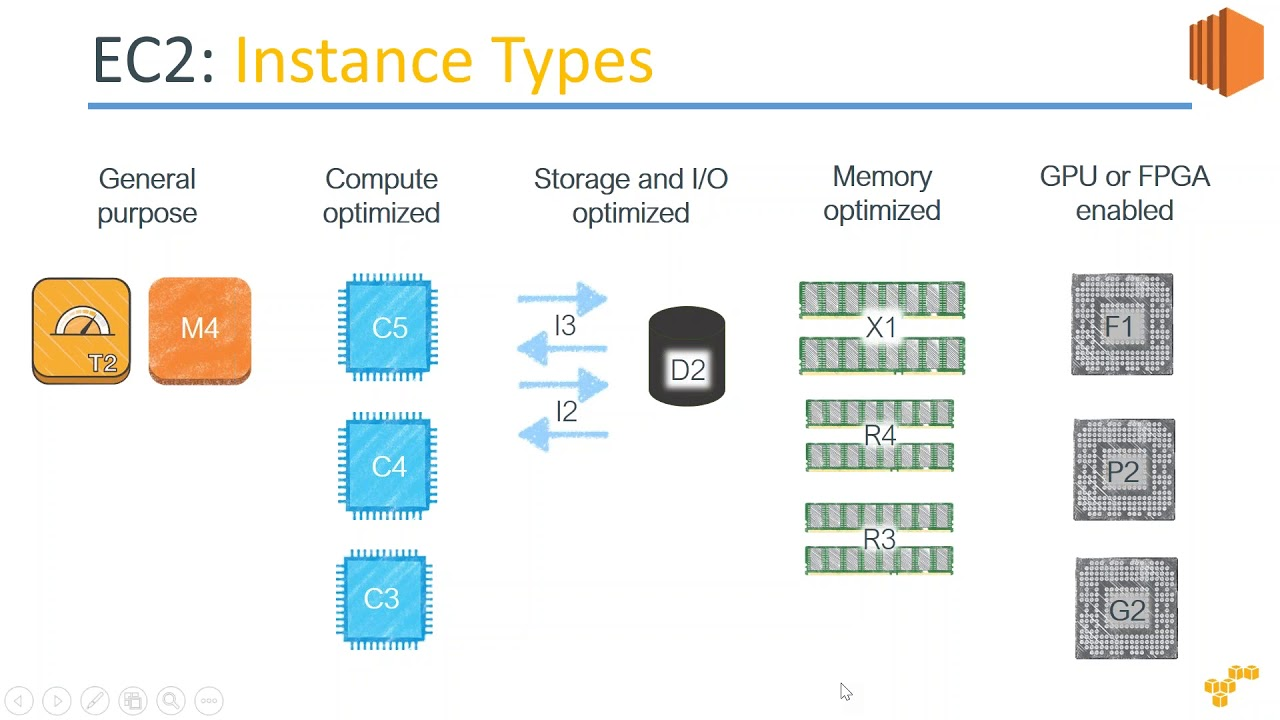 EC2: Instance Types
General
purpose
Compute
optimized
Storage and I/O
optimized
Memory
optimized
GPU or FPGA
enabled
T2
M4
C5
C4
C3
I3
I2
D2
X1
R4
R3
F1
P2
G2